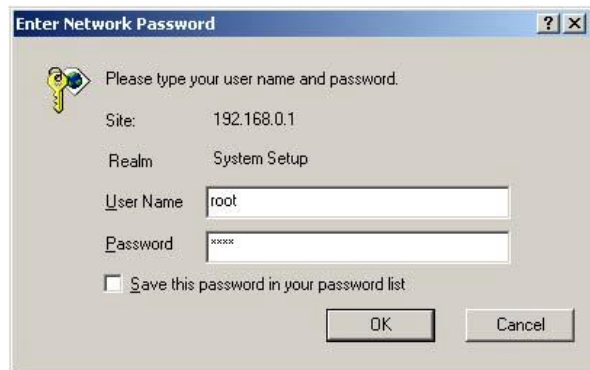 Enter Network Password
Please type your user name and password.
Site: 192.168.0.1
Realm System Setup
User Name root
Password ××××
Save this password in your password list
OK Cancel